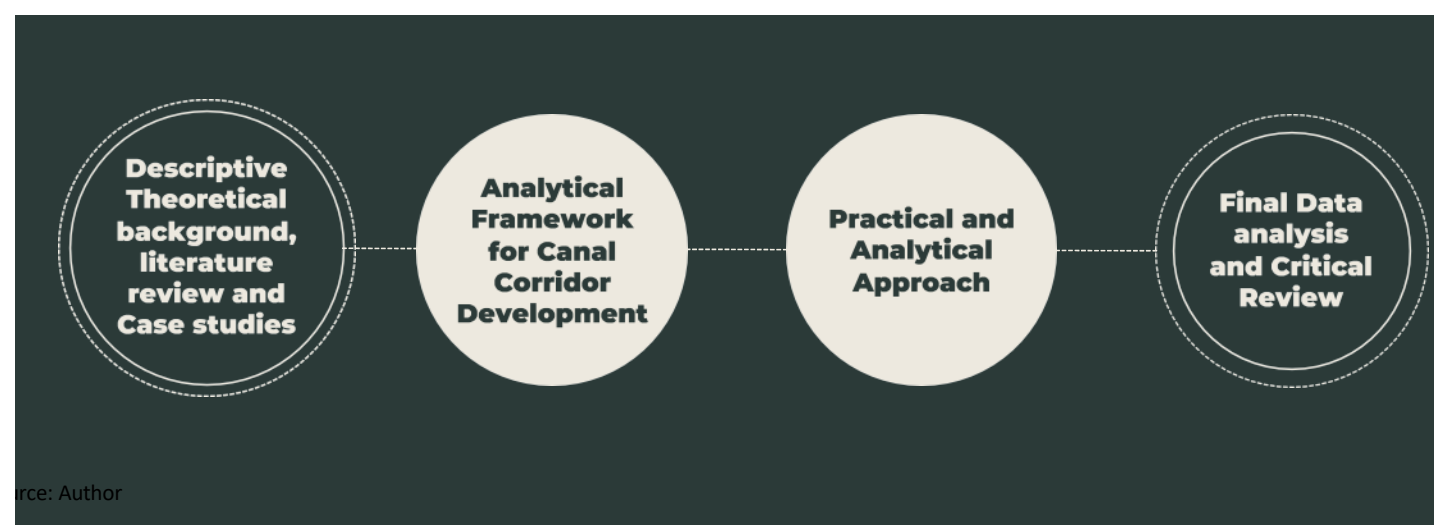 Descriptive
Theoretical
background,
literature
review and
Case studies
Analytical
Framework
for Canal
Corridor
Development
Practical and
Analytical
Approach
Final Data
analysis
and Critical
Review
urce: Author